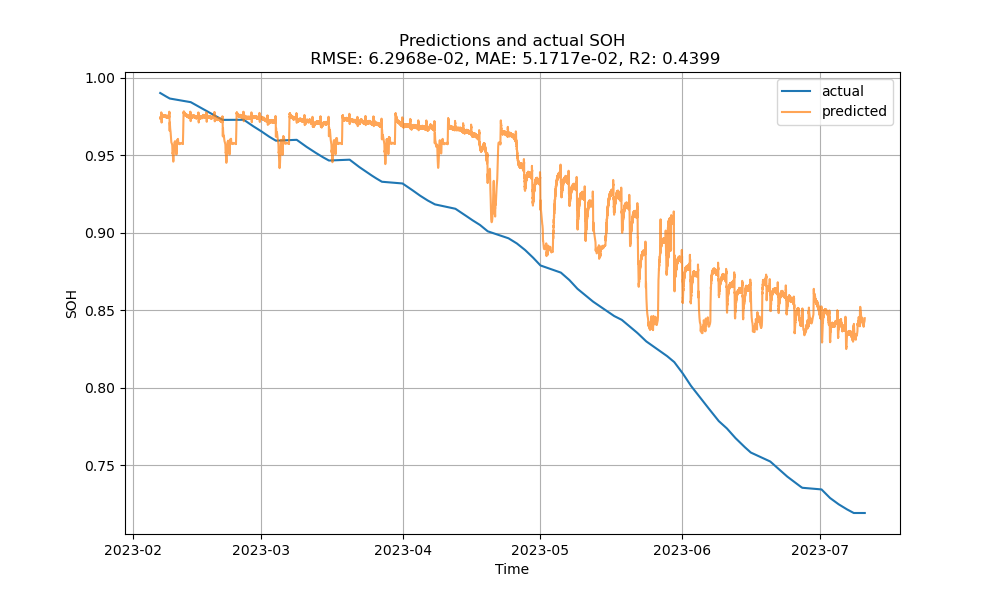 Predictions and actual SOH
RMSE: 6.2968e-02, MAE: 5.1717e-02, R2: 0.4399
actual
predicted
1.00
0.95
0.90
0.85
0.80
0.75
SOH
2023-02 2023-03 2023-04 2023-05 2023-06 2023-07
Time